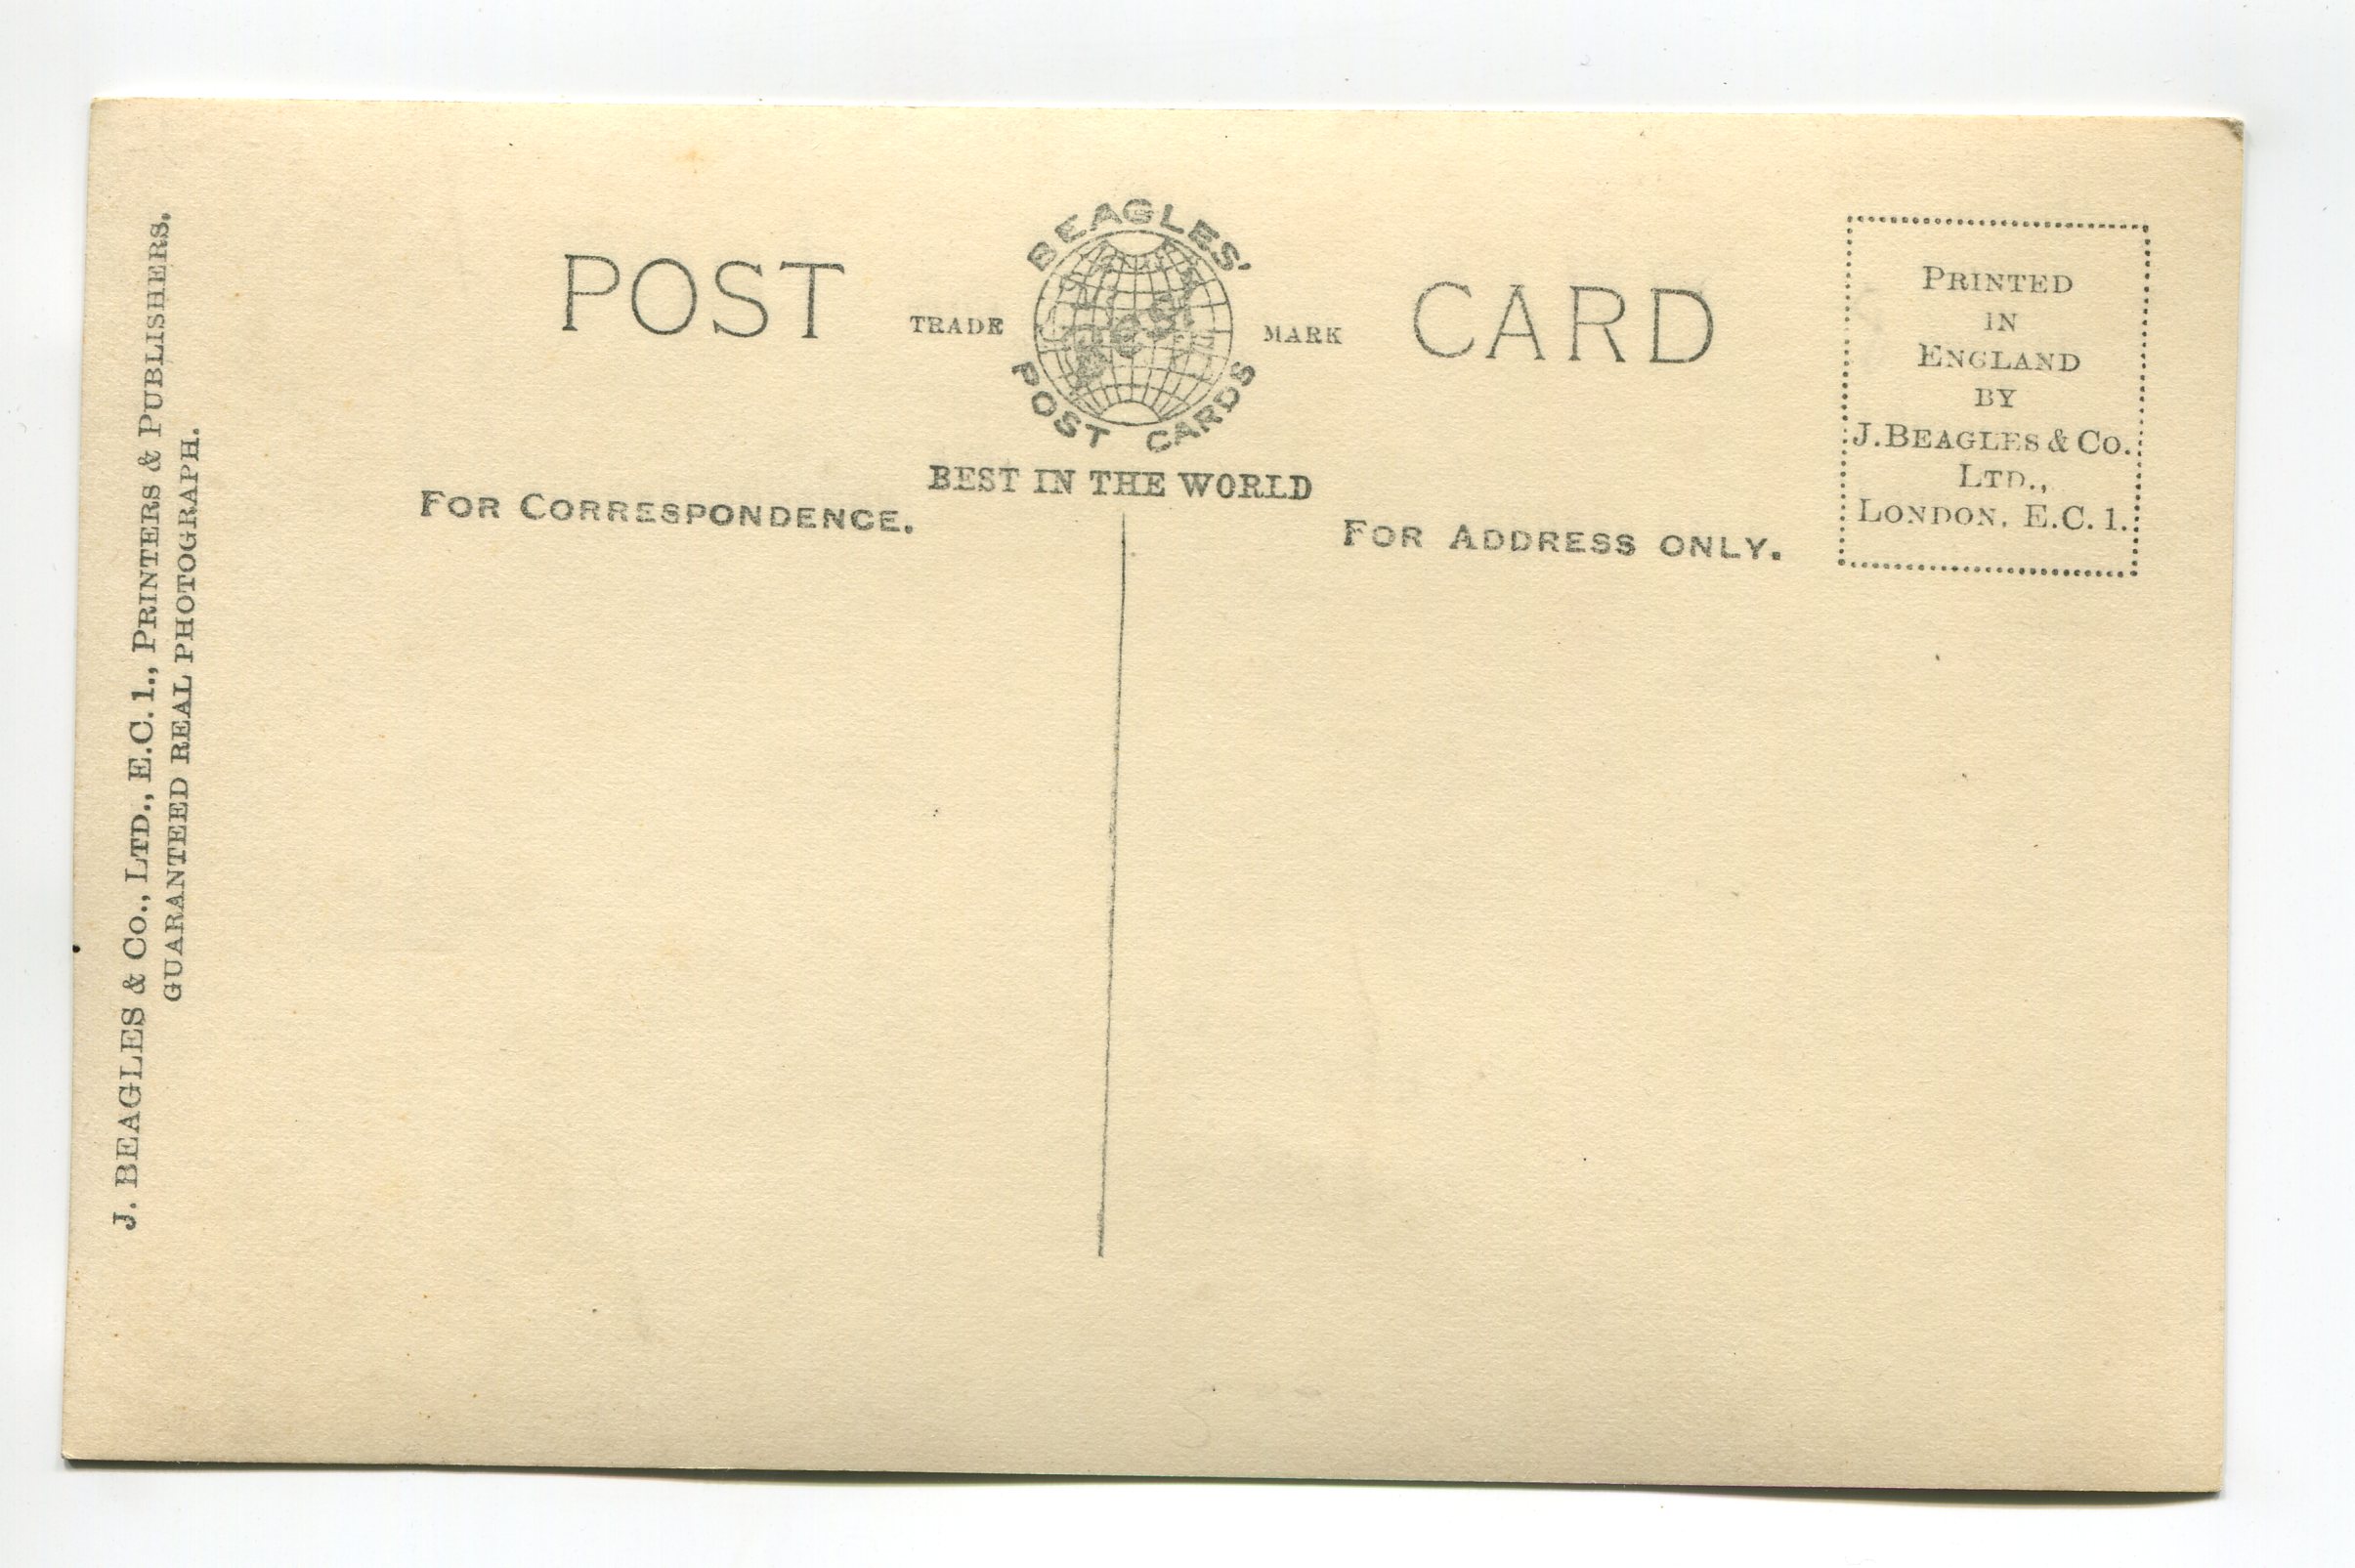 POST CARD
BEAGLES'
TRADE MARK
Best
POST CARDS
BEST IN THE WORLD
FOR CORRESPONDENCE.
FOR ADDRESS ONLY.
PRINTED
IN
ENGLAND
BY
J. BEAGLES & Co.
LTD.,
LONDON, E.C. 1.
J. BEAGLES & Co., LTD., E.C. 1., PRINTERS & PUBLISHERS.
GUARANTEED REAL PHOTOGRAPH.